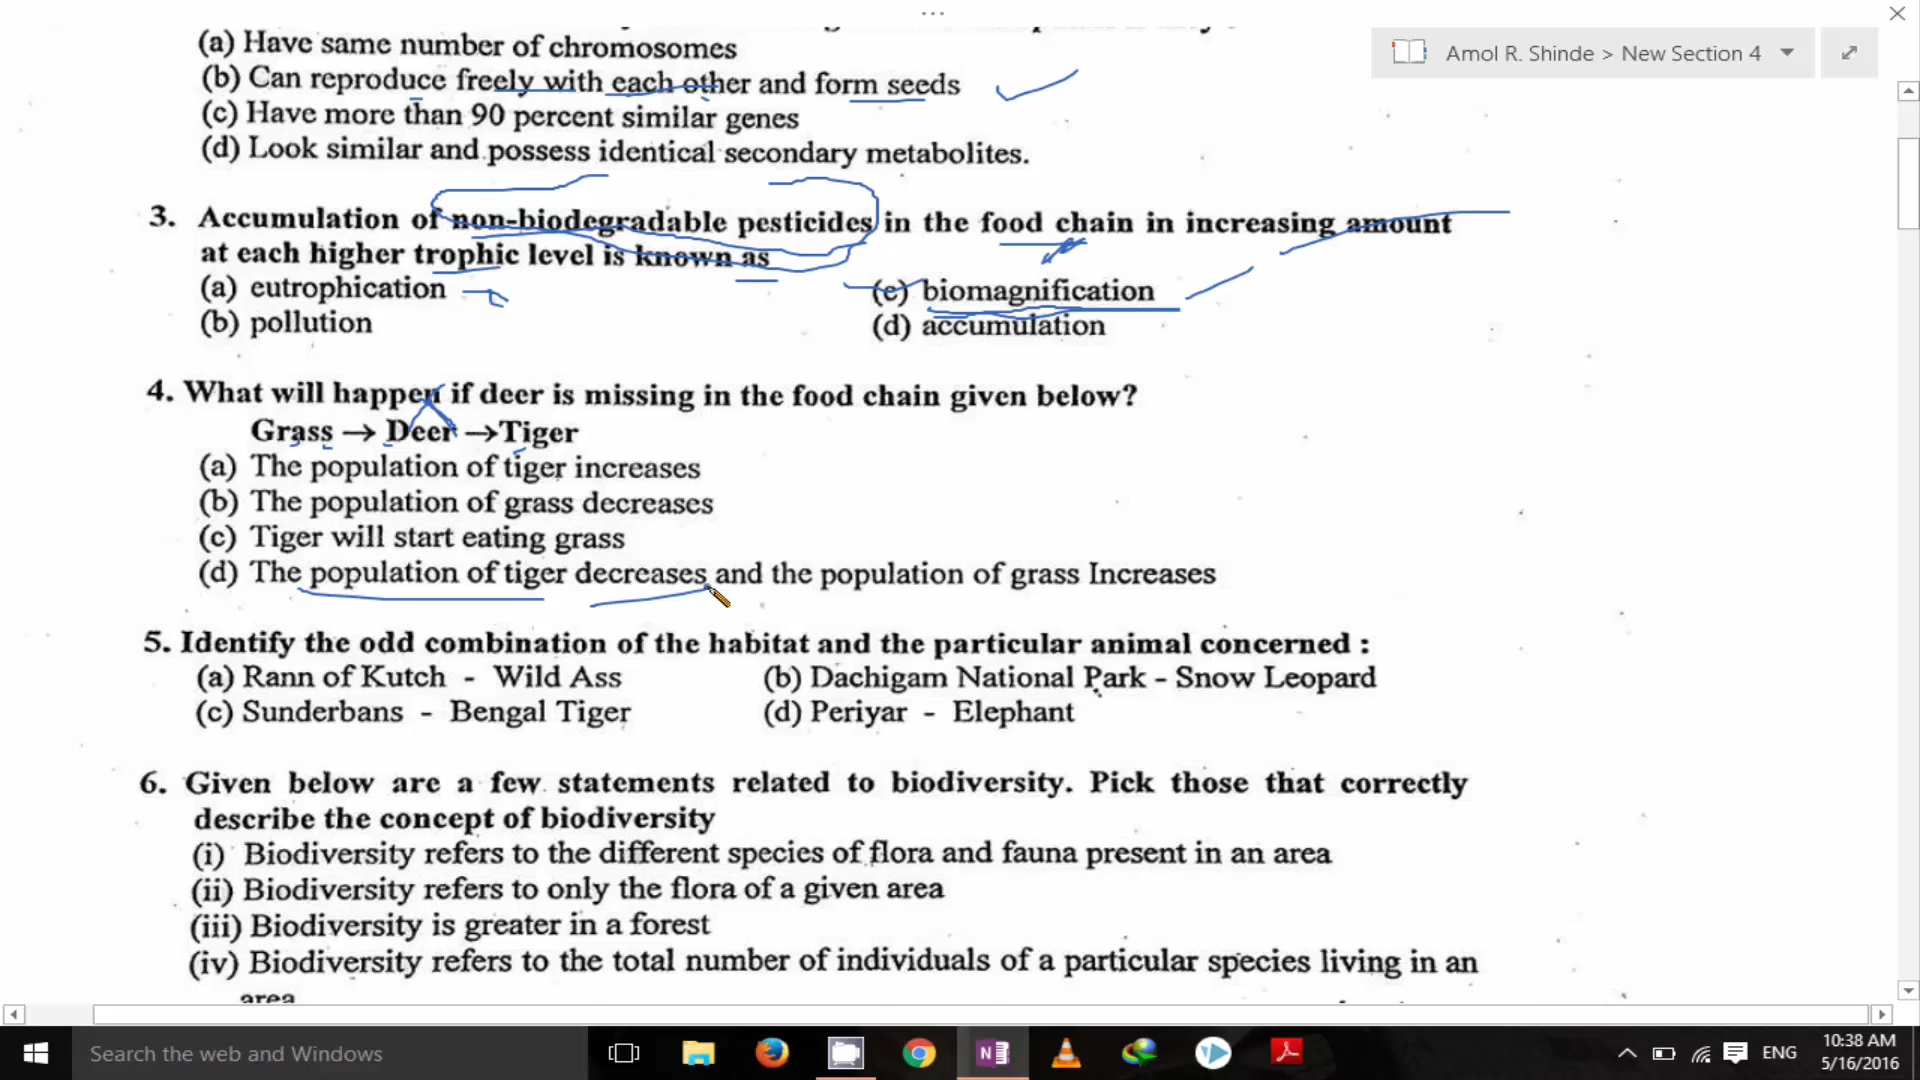 Amol R. Shinde > New Section 4
(a) Have same number of chromosomes
(b) Can reproduce freely with each other and form seeds
(c) Have more than 90 percent similar genes
(d) Look similar and possess identical secondary metabolites.
3. Accumulation of non-biodegradable pesticides in the food chain in increasing amount
at each higher trophic level is known as
(a) eutrophication (c) biomagnification
(b) pollution (d) accumulation
4. What will happen if deer is missing in the food chain given below?
Grass → Deer →Tiger
(a) The population of tiger increases
(b) The population of grass decreases
(c) Tiger will start eating grass
(d) The population of tiger decreases and the population of grass Increases
5. Identify the odd combination of the habitat and the particular animal concerned :
(a) Rann of Kutch - Wild Ass (b) Dachigam National Park - Snow Leopard
(c) Sunderbans - Bengal Tiger (d) Periyar - Elephant
6. Given below are a few statements related to biodiversity. Pick those that correctly
describe the concept of biodiversity
(i) Biodiversity refers to the different species of flora and fauna present in an area
(ii) Biodiversity refers to only the flora of a given area
(iii) Biodiversity is greater in a forest
(iv) Biodiversity refers to the total number of individuals of a particular species living in an
area
Search the web and Windows
ENG
10:38 AM
5/16/2016